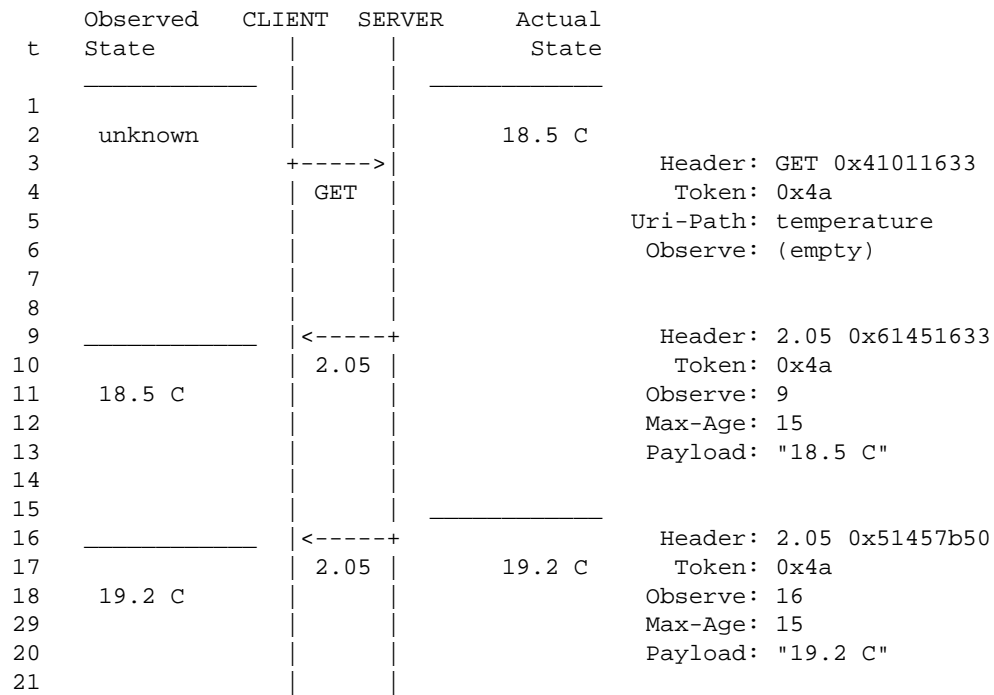 Observed   CLIENT  SERVER     Actual
 t   State         |      |         State
     ____________  |      |  ____________
 1                 |      |
 2    unknown      |      |       18.5 C
 3                 +----->|                  Header: GET 0x41011633
 4                 | GET  |                   Token: 0x4a
 5                 |      |                Uri-Path: temperature
 6                 |      |                 Observe: (empty)
 7                 |      |
 8                 |      |
 9   ____________  |<-----+                  Header: 2.05 0x61451633
10                 | 2.05 |                   Token: 0x4a
11    18.5 C       |      |                 Observe: 9
12                 |      |                 Max-Age: 15
13                 |      |                 Payload: "18.5 C"
14                 |      |
15                 |      |  ____________
16   ____________  |<-----+                  Header: 2.05 0x51457b50
17                 | 2.05 |       19.2 C      Token: 0x4a
18    19.2 C       |      |                 Observe: 16
29                 |      |                 Max-Age: 15
20                 |      |                 Payload: "19.2 C"
21                 |      |